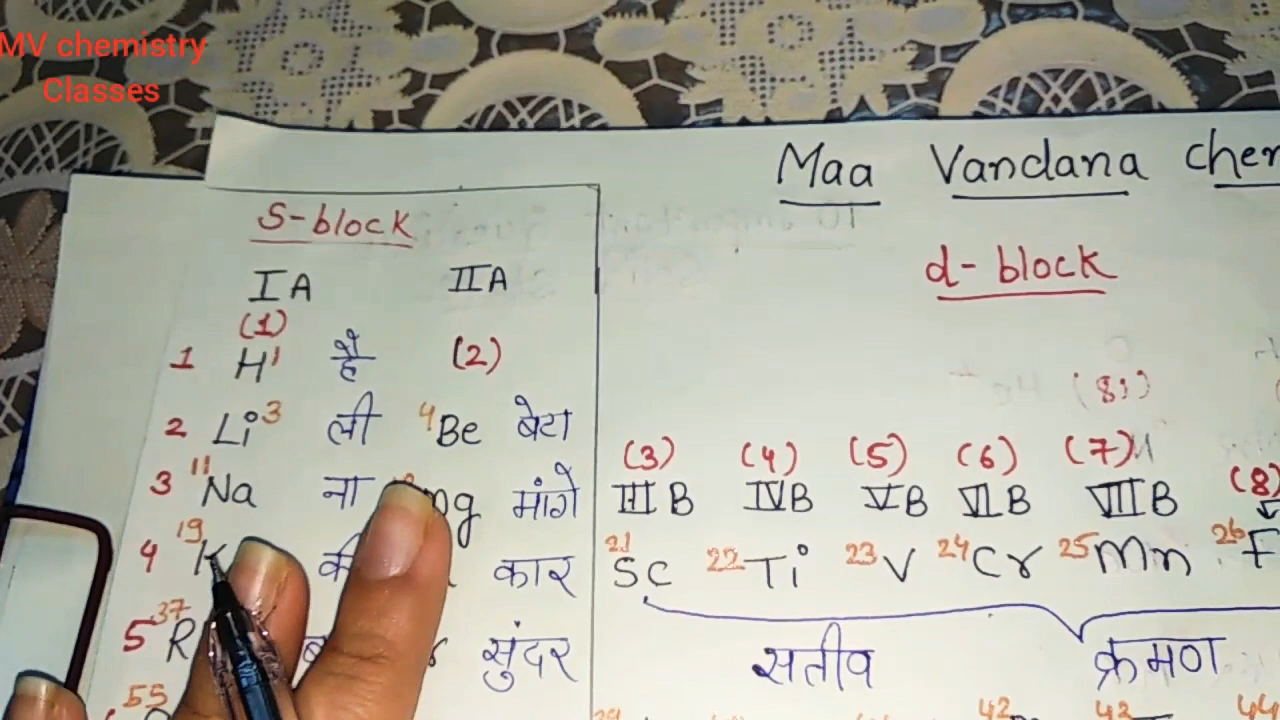 MV chemistry
Classes
Maa Vandana Chem
S-block
d-block
IA IIA
(1) (2)
1 H¹ है
2 Li³ ली ⁴Be बेटा
3 ¹¹Na ना मांगे
4 ¹⁹K की कार
5 ³⁷R सुंदर
55
(3) (4) (5) (6) (7) (8)
IIIB IVB VB VIB VIIB
²¹Sc ²²Ti ²³V ²⁴Cr ²⁵Mn ²⁶F
सतीव क्रमण
42 43 44